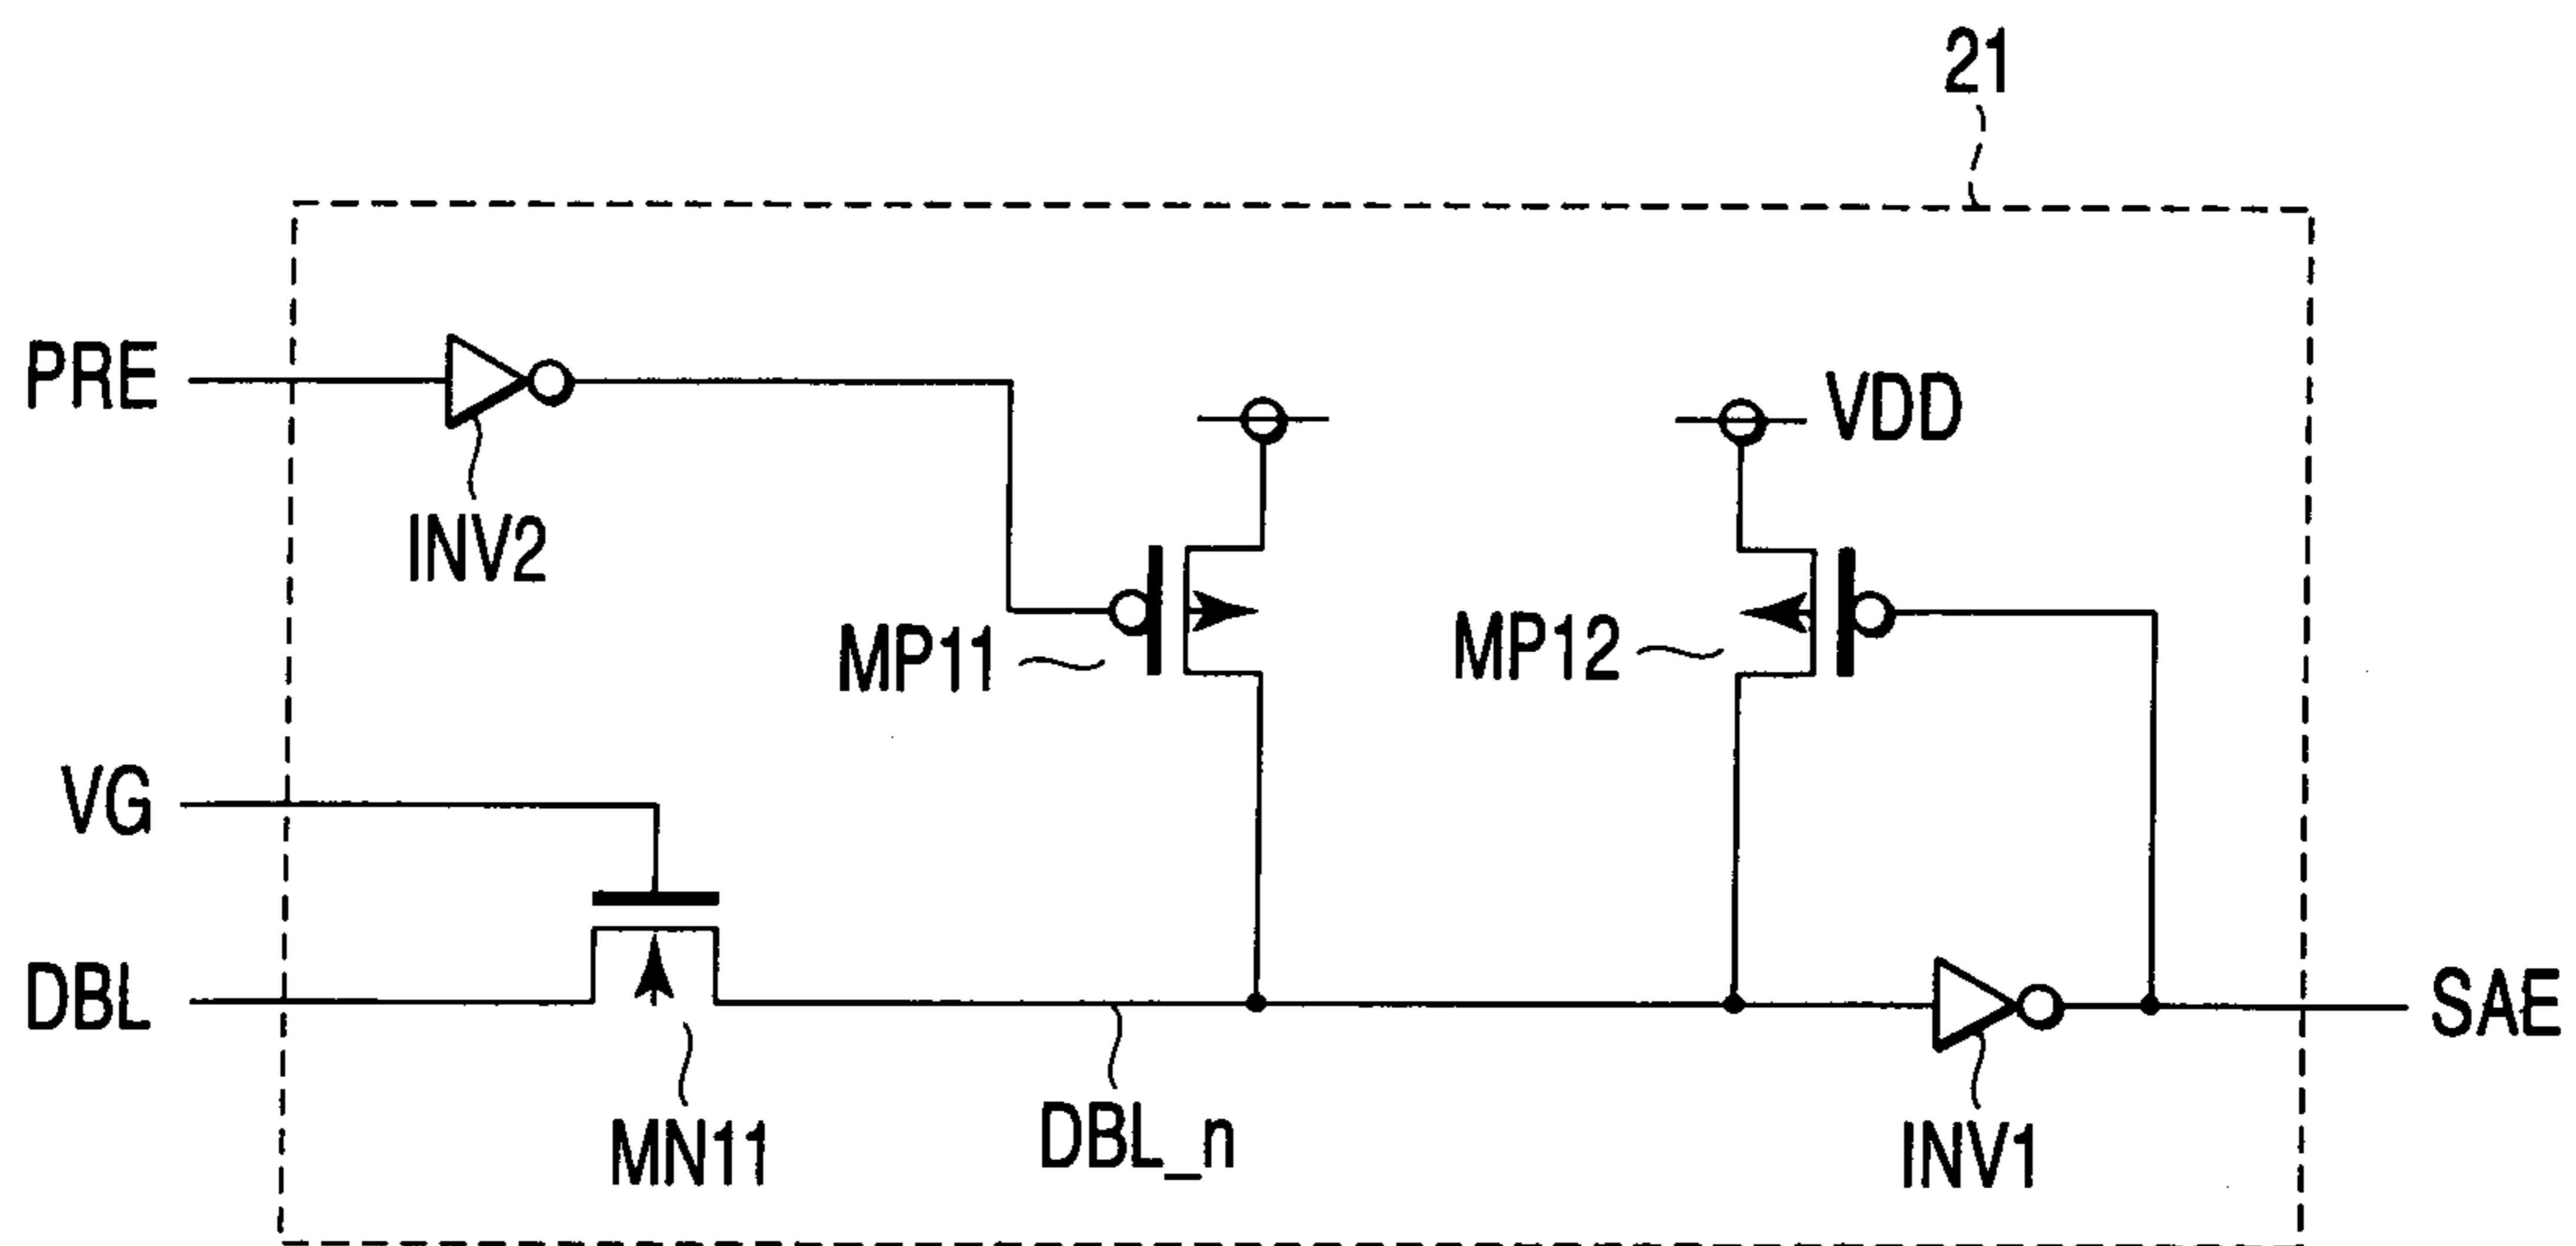 21
PRE
INV2
VDD
MP11
MP12
VG
DBL
SAE
MN11
DBL_n
INV1